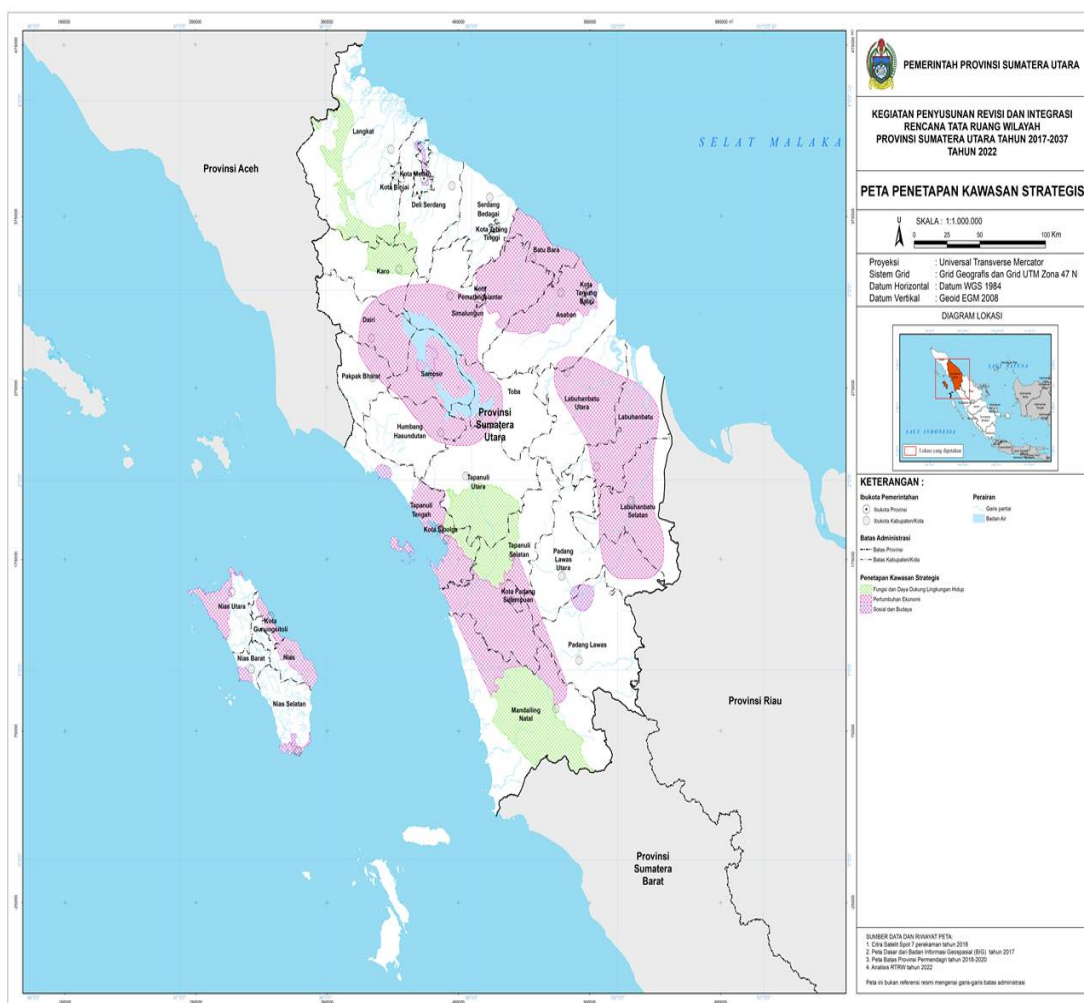 PEMERINTAH PROVINSI SUMATERA UTARA
KEGIATAN PENYUSUNAN REVISI DAN INTEGRASI
RENCANA TATA RUANG WILAYAH
PROVINSI SUMATERA UTARA TAHUN 2017-2037
TAHUN 2022
PETA PENETAPAN KAWASAN STRATEGIS
U
SKALA : 1:1.000.000
0 25 50 100 Km
Proyeksi : Universal Transverse Mercator
Sistem Grid : Grid Geografis dan Grid UTM Zona 47 N
Datum Horizontal : Datum WGS 1984
Datum Vertikal : Geoid EGM 2008
DIAGRAM LOKASI
LAUT INDONESIA
Lokasi yang dipetakan
KETERANGAN :
Ibukota Pemerintahan
Ibukota Provinsi
Ibukota Kabupaten/Kota
Perairan
Garis pantai
Badan Air
Batas Administrasi
Batas Provinsi
Batas Kabupaten/Kota
Penetapan Kawasan Strategis
Fungsi dan Daya Dukung Lingkungan Hidup
Pertumbuhan Ekonomi
Sosial dan Budaya
SUMBER DATA DAN RIWAYAT PETA:
1. Citra Satelit Spot 7 perekaman tahun 2016
2. Peta Dasar dari Badan Informasi Geospasial (BIG) tahun 2017
3. Peta Batas Provinsi Permendagri tahun 2018-2020
4. Analisis RTRW tahun 2022
Peta ini bukan referensi resmi mengenai garis-garis batas administrasi
SELAT MALAKA
Provinsi Aceh
Langkat
Kota Medan
Kota Binjai
Deli Serdang
Serdang
Bedagai
Kota Tebing
Tinggi
Batu Bara
Karo
Kota
Pematangsiantar
Simalungun
Kota
Tanjung
Balai
Asahan
Dairi
Samosir
Pakpak Bharat
Toba
Labuhanbatu
Utara
Labuhanbatu
Humbang
Hasundutan
Provinsi
Sumatera
Utara
Tapanuli
Utara
Tapanuli
Tengah
Kota Sibolga
Labuhanbatu
Selatan
Tapanuli
Selatan
Padang
Lawas
Utara
Kota Padang
Sidimpuan
Nias Utara
Kota
Gunungsitoli
Nias Barat
Nias
Nias Selatan
Padang Lawas
Mandailing
Natal
Provinsi Riau
Provinsi
Sumatera
Barat